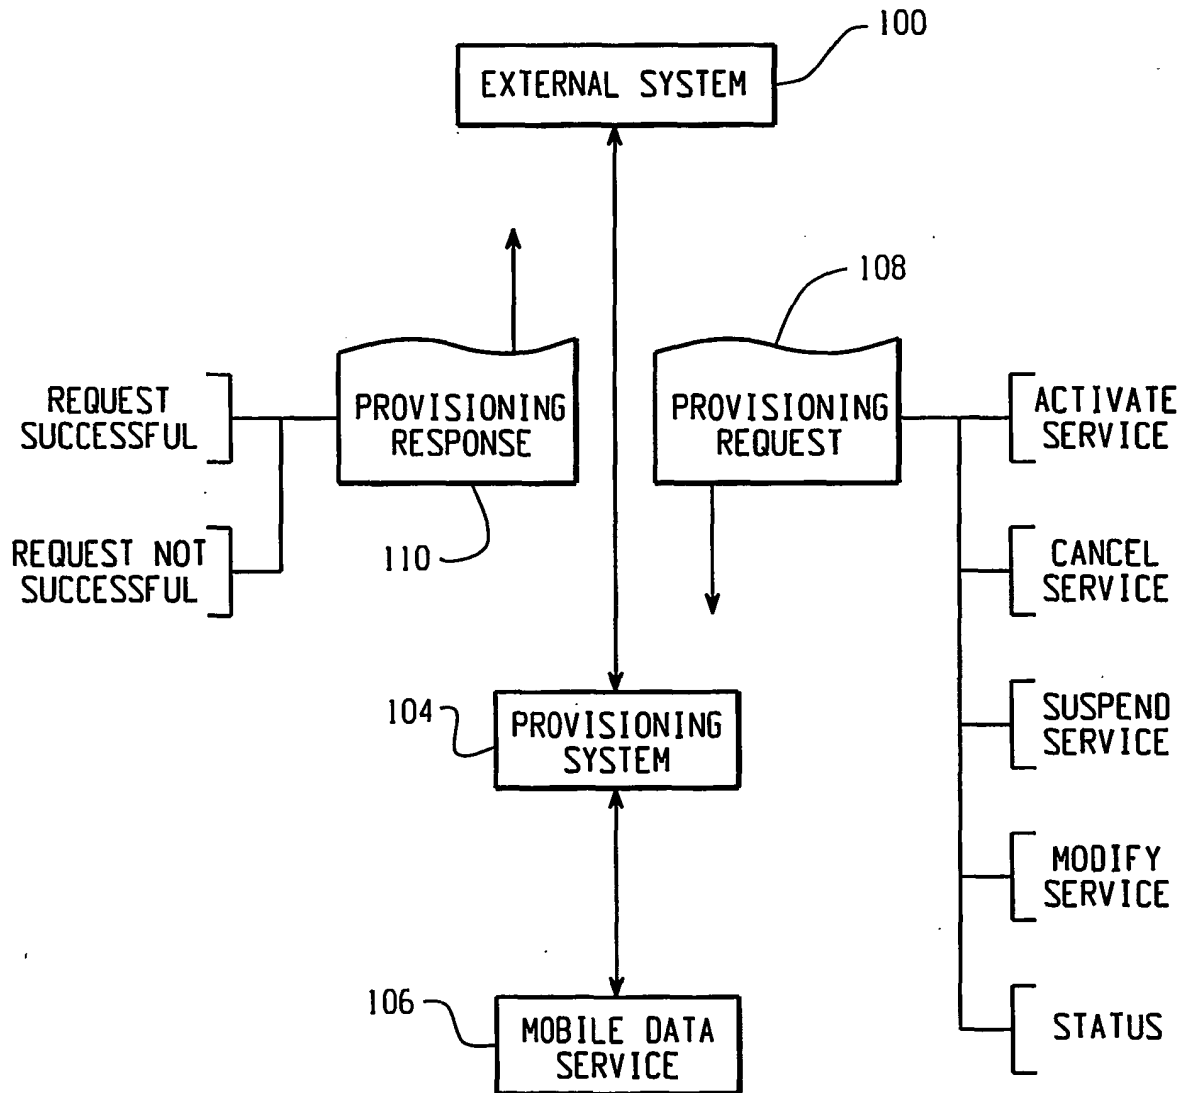 100
EXTERNAL SYSTEM
108
PROVISIONING
RESPONSE
110
REQUEST
SUCCESSFUL
REQUEST NOT
SUCCESSFUL
PROVISIONING
REQUEST
ACTIVATE
SERVICE
CANCEL
SERVICE
SUSPEND
SERVICE
MODIFY
SERVICE
STATUS
104
PROVISIONING
SYSTEM
106
MOBILE DATA
SERVICE